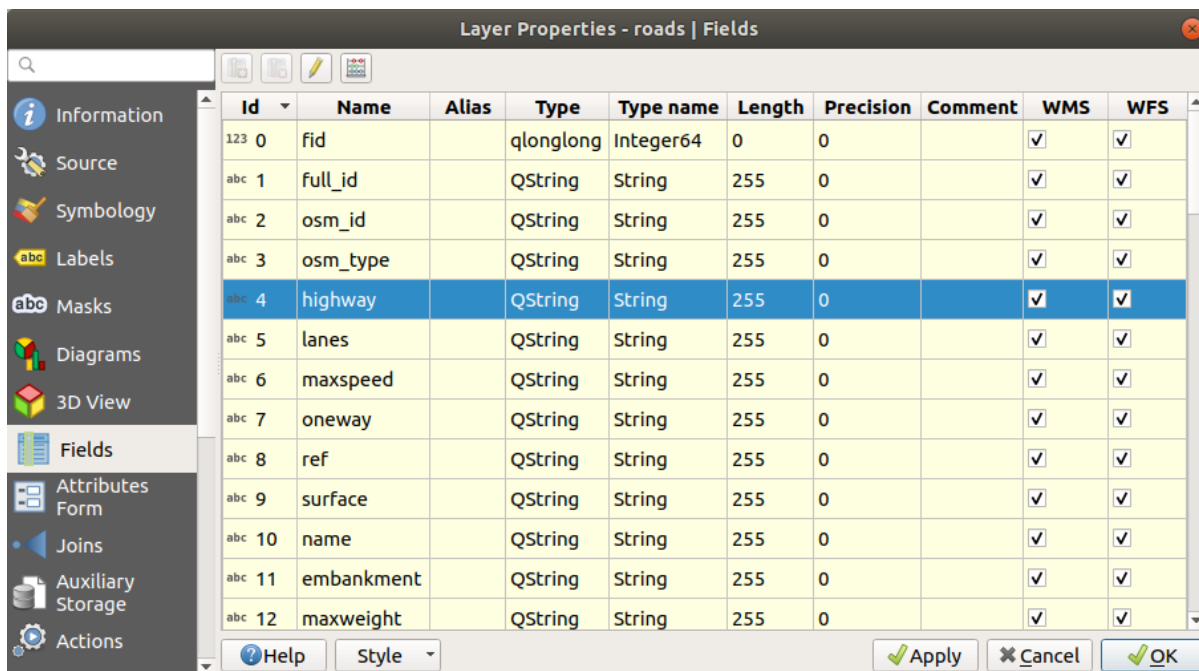 Layer Properties - roads | Fields
Information
Source
Symbology
abc Labels
abc Masks
Diagrams
3D View
Fields
Attributes
Form
Joins
Auxiliary
Storage
Actions
Id Name Alias Type Type name Length Precision Comment WMS WFS
123 0 fid qlonglong Integer64 0 0
abc 1 full_id QString String 255 0
abc 2 osm_id QString String 255 0
abc 3 osm_type QString String 255 0
abc 4 highway QString String 255 0
abc 5 lanes QString String 255 0
abc 6 maxspeed QString String 255 0
abc 7 oneway QString String 255 0
abc 8 ref QString String 255 0
abc 9 surface QString String 255 0
abc 10 name QString String 255 0
abc 11 embankment QString String 255 0
abc 12 maxweight QString String 255 0
Help Style Apply Cancel OK